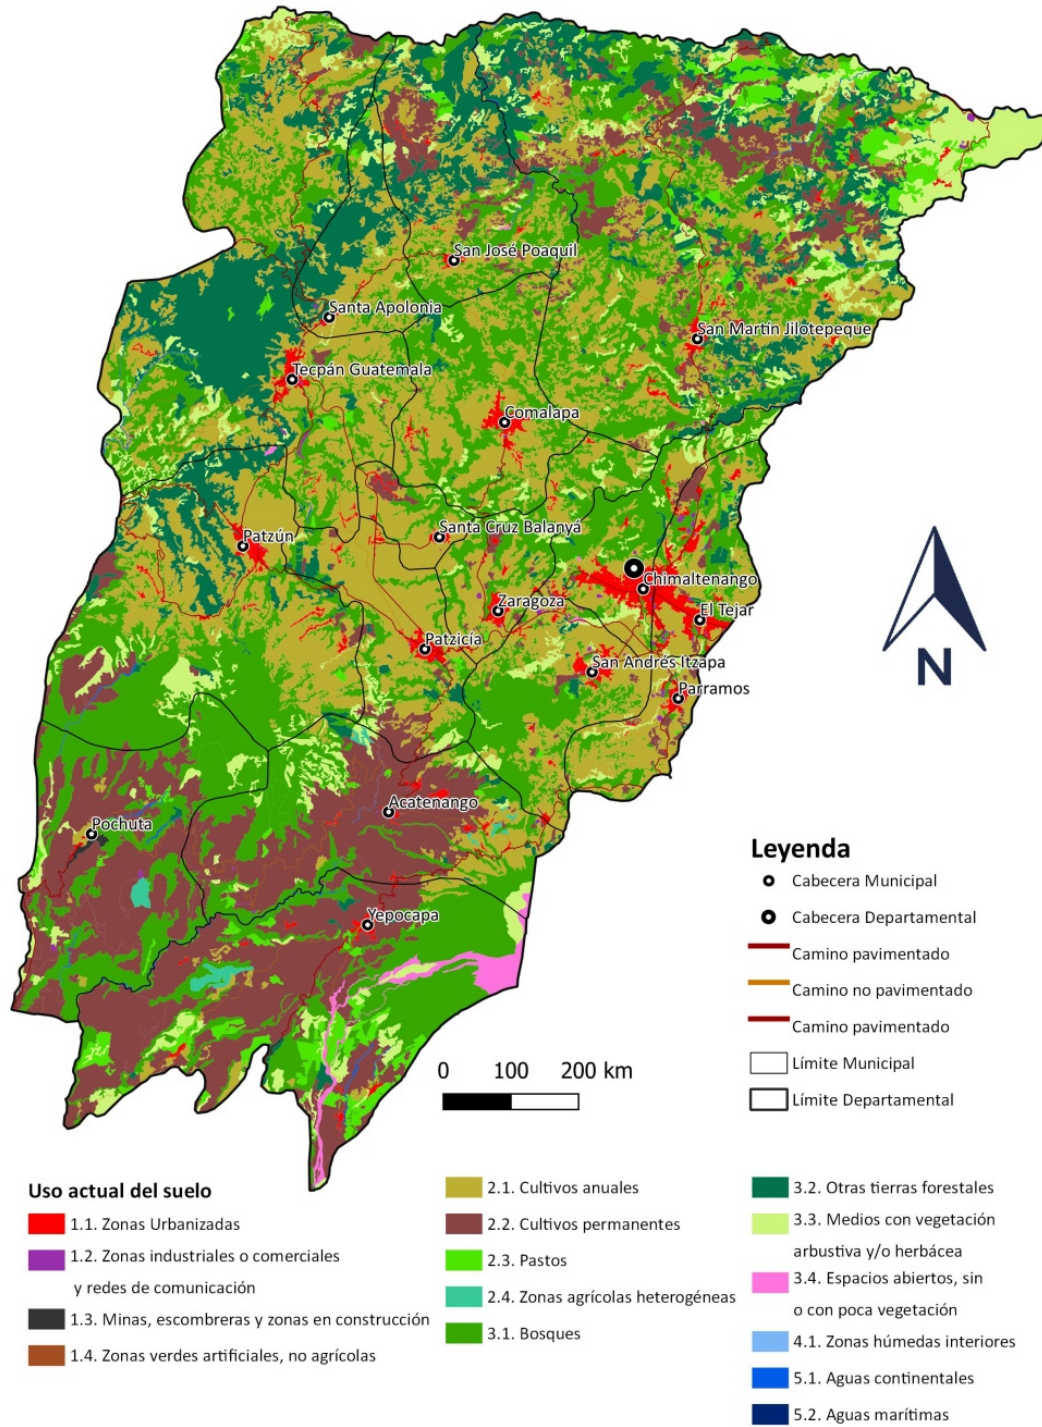 San José Poaquil
Santa Apolonia
San Martín Jilotepeque
Tecpán Guatemala
Comalapa
Patzún
Santa Cruz Balanyá
Chimaltenango
Zaragoza
El Tejar
Patzicía
San Andrés Itzapa
Parramos
N
Acatenango
Pochuta
Yepocapa
Leyenda
Cabecera Municipal
Cabecera Departamental
Camino pavimentado
Camino no pavimentado
Camino pavimentado
Límite Municipal
Límite Departamental
0 100 200 km
Uso actual del suelo
1.1. Zonas Urbanizadas
1.2. Zonas industriales o comerciales
y redes de comunicación
1.3. Minas, escombreras y zonas en construcción
1.4. Zonas verdes artificiales, no agrícolas
2.1. Cultivos anuales
2.2. Cultivos permanentes
2.3. Pastos
2.4. Zonas agrícolas heterogéneas
3.1. Bosques
3.2. Otras tierras forestales
3.3. Medios con vegetación
arbustiva y/o herbácea
3.4. Espacios abiertos, sin
o con poca vegetación
4.1. Zonas húmedas interiores
5.1. Aguas continentales
5.2. Aguas marítimas